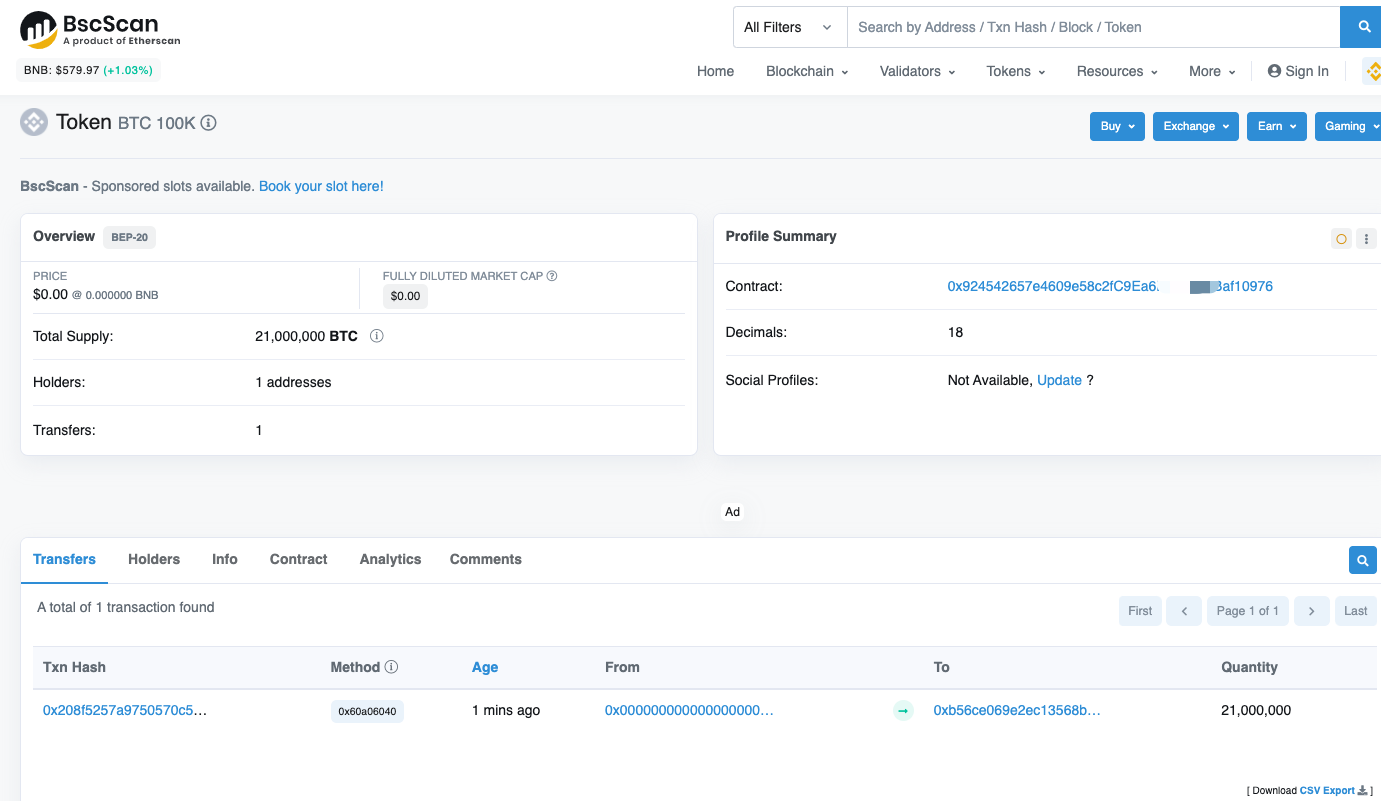 BscScan
A product of Etherscan
All Filters
Search by Address / Txn Hash / Block / Token
BNB: $579.97 (+1.03%)
Home Blockchain Validators Tokens Resources More Sign In
Token BTC 100K
Buy Exchange Earn Gaming
BscScan - Sponsored slots available. Book your slot here!
Overview BEP-20
PRICE
$0.00 @ 0.000000 BNB
FULLY DILUTED MARKET CAP
$0.00
Total Supply: 21,000,000 BTC
Holders: 1 addresses
Transfers: 1
Profile Summary
Contract: 0x924542657e4609e58c2fC9Ea6. af10976
Decimals: 18
Social Profiles: Not Available, Update ?
Ad
Transfers Holders Info Contract Analytics Comments
A total of 1 transaction found
First Page 1 of 1 Last
Txn Hash Method Age From To Quantity
0x208f5257a9750570c5... 0x60a06040 1 mins ago 0x000000000000000000... 0xb56ce069e2ec13568b... 21,000,000
[ Download CSV Export ]